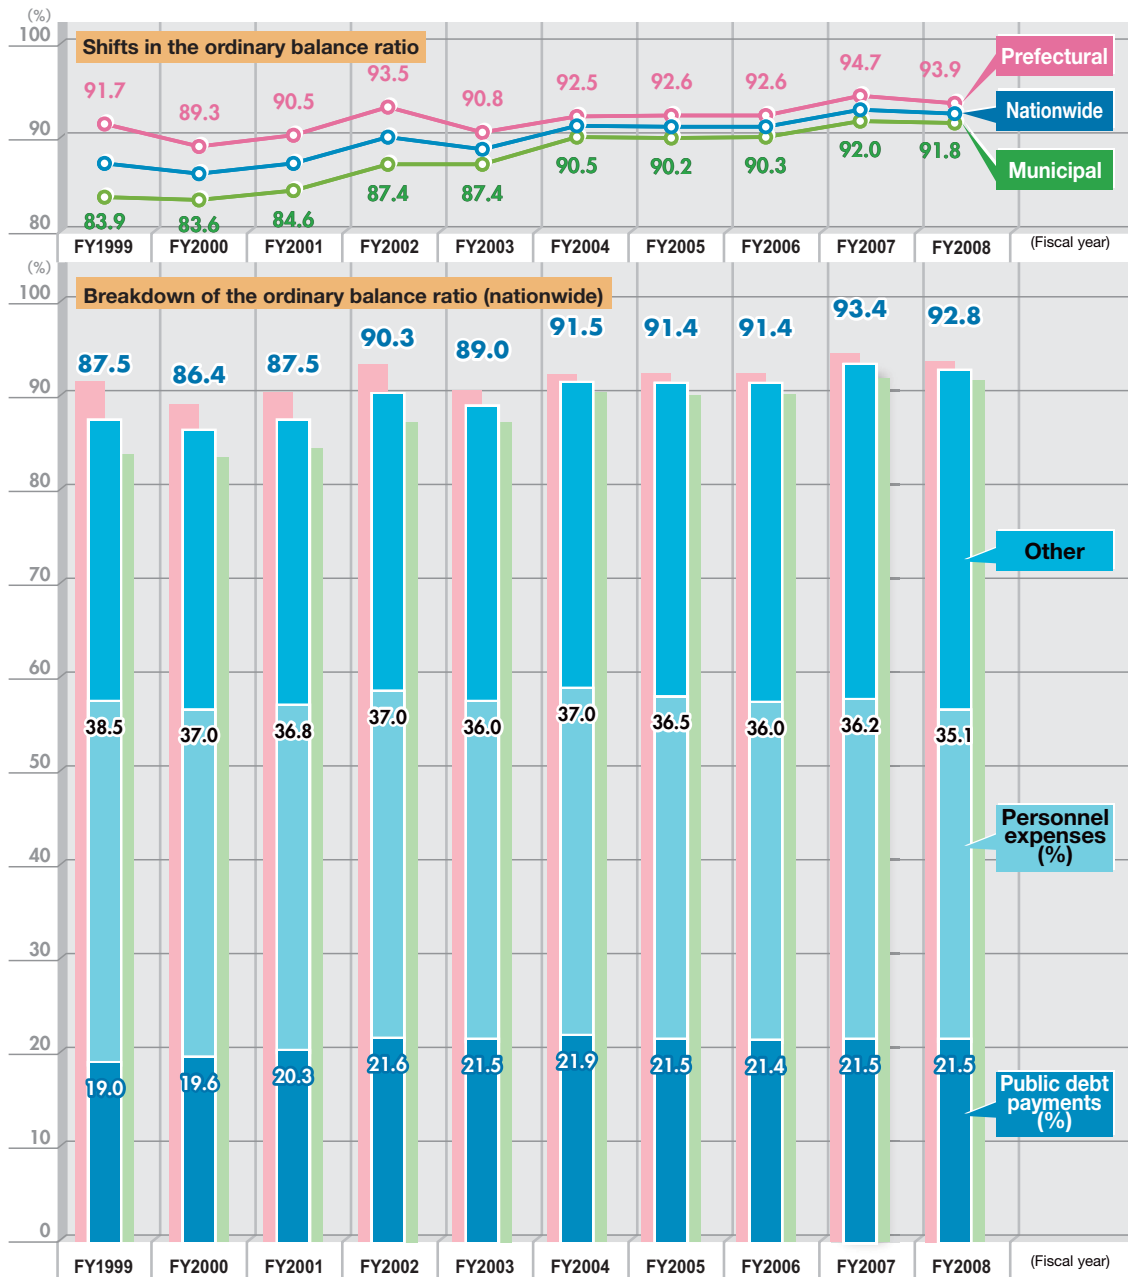 (%)
100
90
80
Shifts in the ordinary balance ratio
91.7 89.3 90.5 93.5 90.8 92.5 92.6 92.6 94.7 93.9
83.9 83.6 84.6 87.4 87.4 90.5 90.2 90.3 92.0 91.8
Prefectural
Nationwide
Municipal
FY1999 FY2000 FY2001 FY2002 FY2003 FY2004 FY2005 FY2006 FY2007 FY2008 (Fiscal year)
(%)
100
90
80
70
60
50
40
30
20
10
0
Breakdown of the ordinary balance ratio (nationwide)
87.5 86.4 87.5 90.3 89.0 91.5 91.4 91.4 93.4 92.8
Other
38.5 37.0 36.8 37.0 36.0 37.0 36.5 36.0 36.2 35.1
Personnel
expenses
(%)
19.0 19.6 20.3 21.6 21.5 21.9 21.5 21.4 21.5 21.5
Public debt
payments
(%)
FY1999 FY2000 FY2001 FY2002 FY2003 FY2004 FY2005 FY2006 FY2007 FY2008 (Fiscal year)